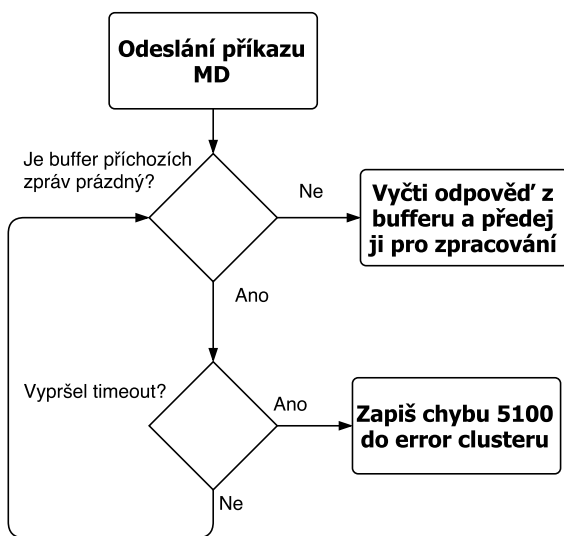 Odeslání příkazu
MD
Je buffer příchozích
zpráv prázdný?
Ne
Vyčti odpověď z
bufferu a předej
ji pro zpracování
Ano
Vypršel timeout?
Ano
Zapiš chybu 5100
do error clusteru
Ne